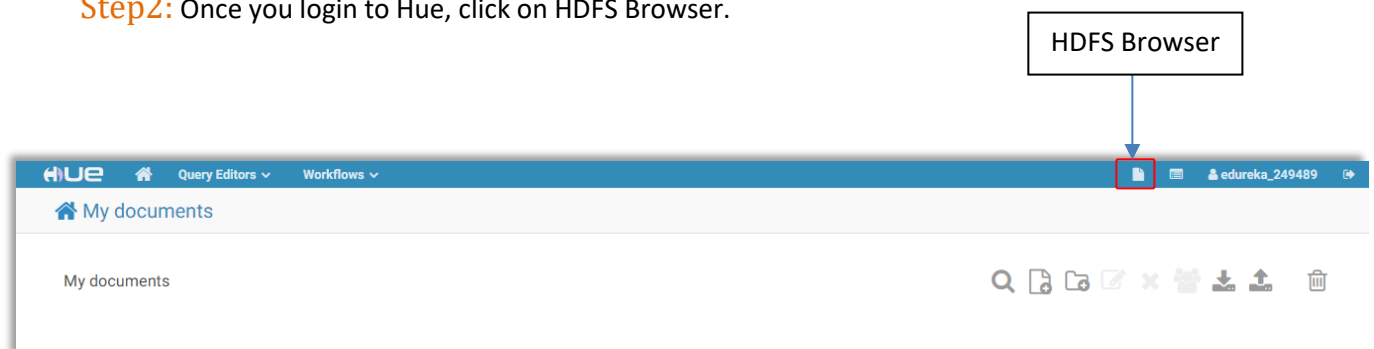 Step2: Once you login to Hue, click on HDFS Browser.
HDFS Browser
HUE Query Editors Workflows edureka_249489
My documents
My documents